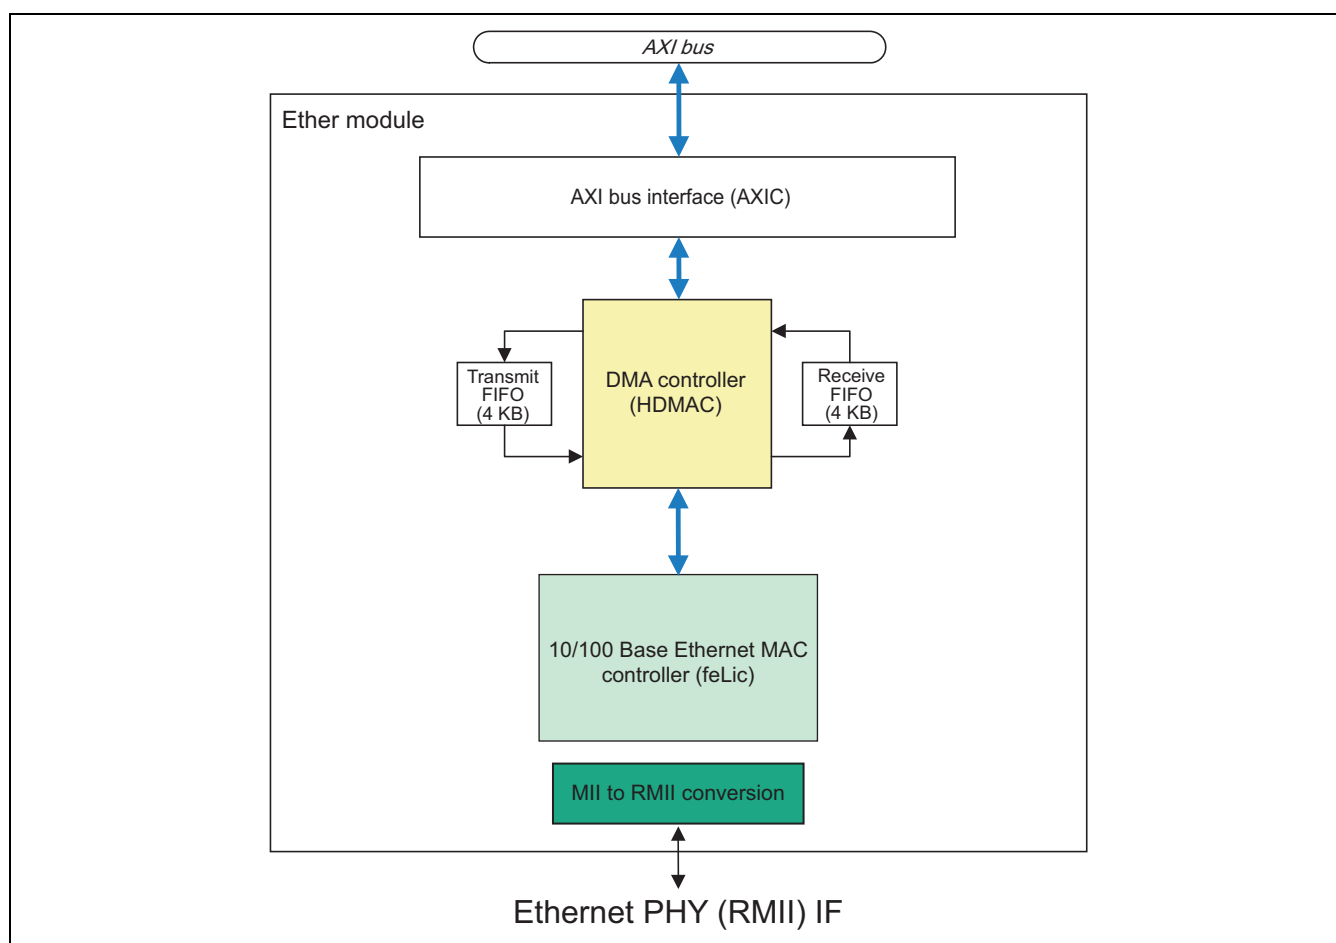 AXI bus
Ether module
AXI bus interface (AXIC)
Transmit
FIFO
(4 KB)
DMA controller
(HDMAC)
Receive
FIFO
(4 KB)
10/100 Base Ethernet MAC
controller (feLic)
MII to RMII conversion
Ethernet PHY (RMII) IF